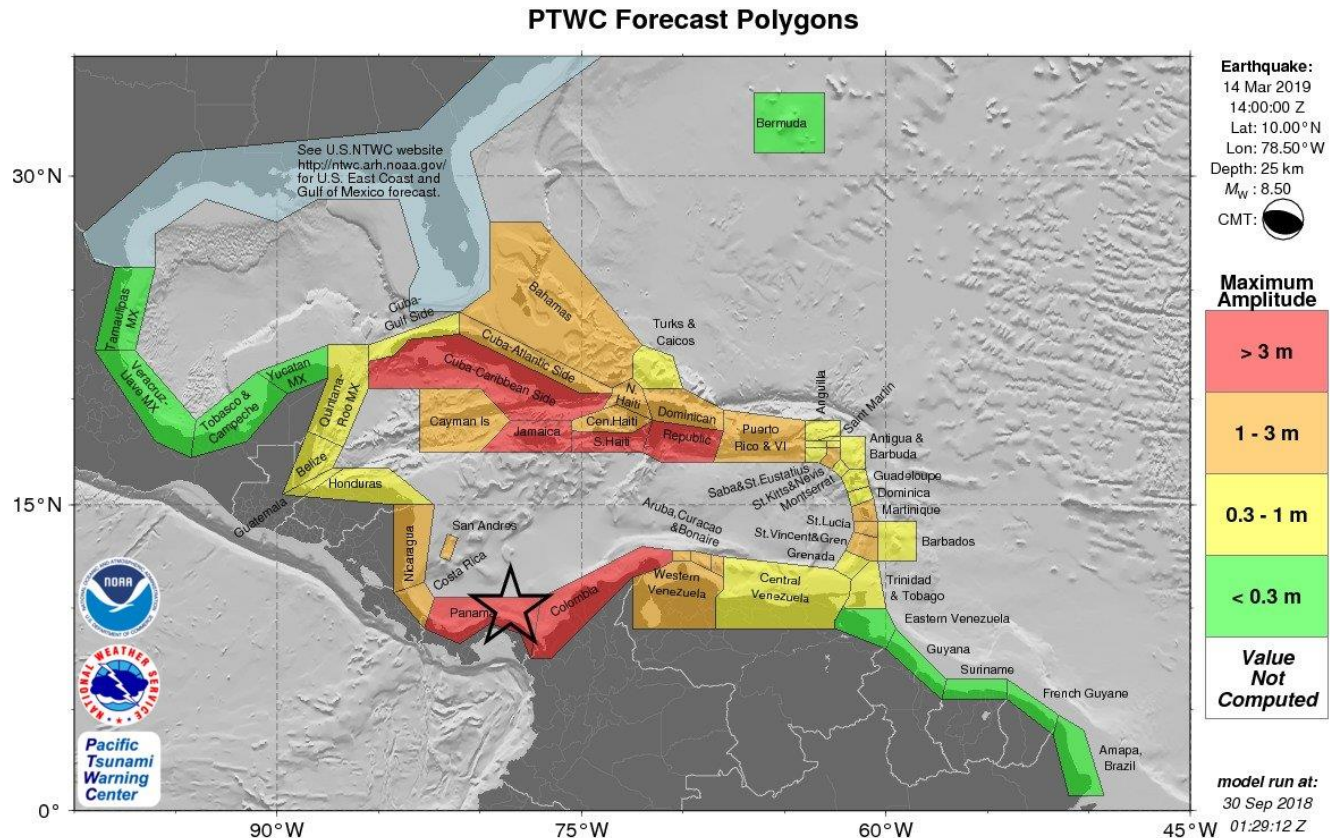 PTWC Forecast Polygons
See U.S.NTWC website
http://ntwc.arh.noaa.gov/
for U.S. East Coast and
Gulf of Mexico forecast.
Bermuda
30°N
15°N
0°
90°W
75°W
60°W
45°W
Tamaulipas
MX
Veracruz-
Llave MX
Tobasco &
Campeche
Yucatan
MX
Quintana-
Roo MX
Belize
Guatemala
Honduras
Nicaragua
San Andres
Costa Rica
Panama
Colombia
Cuba-
Gulf Side
Cuba-Atlantic Side
Cuba-Caribbean Side
Bahamas
Turks &
Caicos
Cayman Is
Jamaica
N.
Haiti
Cen.Haiti
S.Haiti
Dominican
Republic
Puerto
Rico & VI
Anguilla
Saint Martin
Antigua &
Barbuda
Saba&St.Eustatius
St.Kitts&Nevis
Montserrat
Guadeloupe
Dominica
Martinique
St.Lucia
St.Vincent&Gren
Barbados
Grenada
Aruba,Curacao
&Bonaire
Western
Venezuela
Central
Venezuela
Trinidad
& Tobago
Eastern Venezuela
Guyana
Suriname
French Guyane
Amapa,
Brazil
NOAA
NATIONAL WEATHER
SERVICE
Pacific
Tsunami
Warning
Center
Earthquake:
14 Mar 2019
14:00:00 Z
Lat: 10.00°N
Lon: 78.50°W
Depth: 25 km
Mw : 8.50
CMT:
Maximum
Amplitude
> 3 m
1 - 3 m
0.3 - 1 m
< 0.3 m
Value
Not
Computed
model run at:
30 Sep 2018
01:29:12 Z